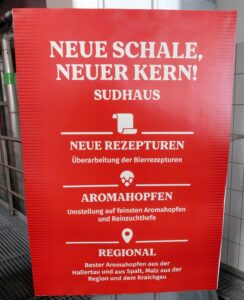 NEUE SCHALE,
NEUER KERN!
SUDHAUS
NEUE REZEPTUREN
Überarbeitung der Bierrezepturen
AROMAHOPFEN
Umstellung auf feinsten Aromahopfen
und Reinzuchthefe
REGIONAL
Bester Aromahopfen aus der
Hallertau und aus Spalt, Malz aus der
Region und dem Kraichgau